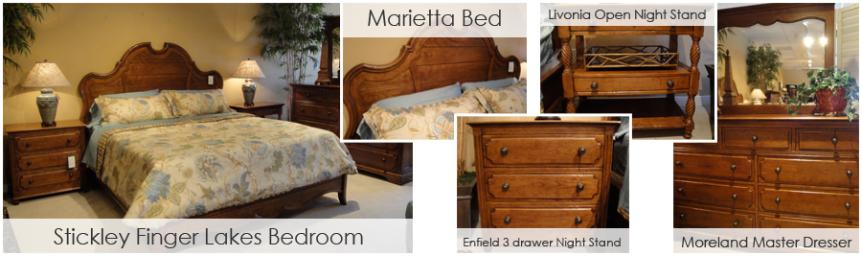 Marietta Bed
Livonia Open Night Stand
Stickley Finger Lakes Bedroom
Enfield 3 drawer Night Stand
Moreland Master Dresser